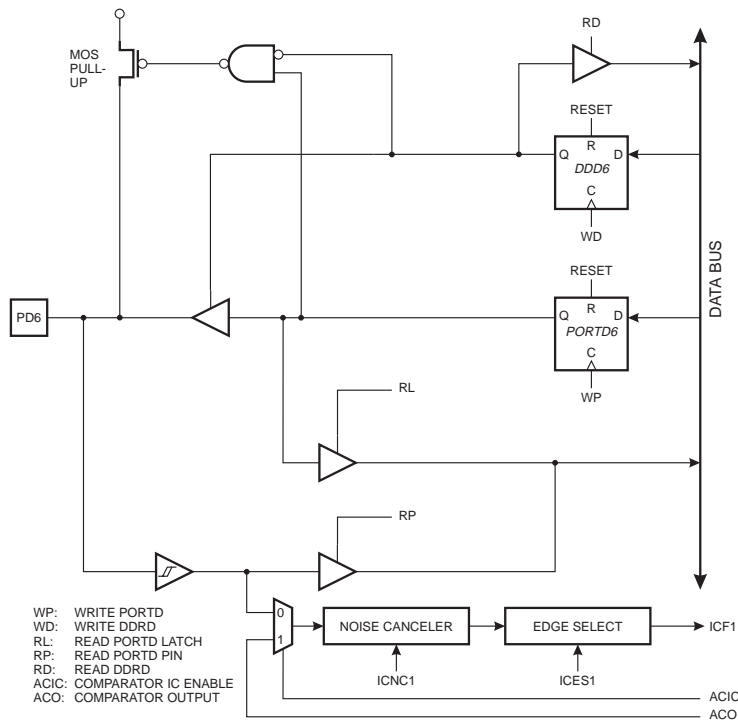 RD
MOS
PULL-
UP
RESET
R
Q
D
DDD6
C
WD
DATA BUS
RESET
R
Q
D
PORTD6
C
WP
PD6
RL
RP
WP: WRITE PORTD
WD: WRITE DDRD
RL: READ PORTD LATCH
RP: READ PORTD PIN
RD: READ DDRD
ACIC: COMPARATOR IC ENABLE
ACO: COMPARATOR OUTPUT
0
1
NOISE CANCELER
EDGE SELECT
ICF1
ICNC1
ICES1
ACIC
ACO